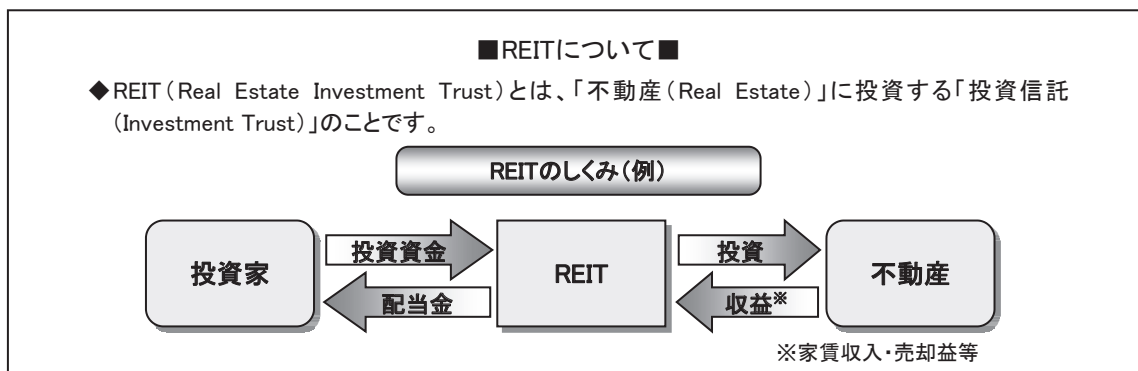 ■REITについて■
◆REIT(Real Estate Investment Trust)とは、「不動産(Real Estate)」に投資する「投資信託
(Investment Trust)」のことです。
REITのしくみ(例)
投資家
投資資金
配当金
REIT
投資
収益※
不動産
※家賃収入・売却益等